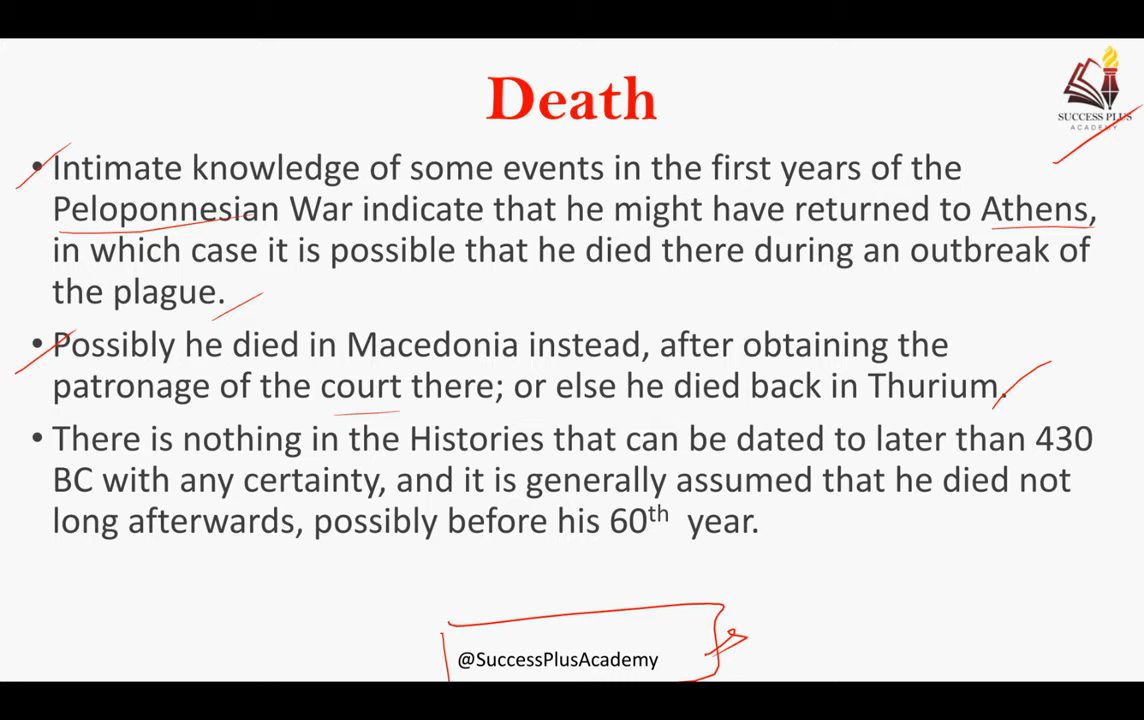 Death
SUCCESS PLUS
ACADEMY
• Intimate knowledge of some events in the first years of the
Peloponnesian War indicate that he might have returned to Athens,
in which case it is possible that he died there during an outbreak of
the plague.
• Possibly he died in Macedonia instead, after obtaining the
patronage of the court there; or else he died back in Thurium.
• There is nothing in the Histories that can be dated to later than 430
BC with any certainty, and it is generally assumed that he died not
long afterwards, possibly before his 60th year.
@SuccessPlusAcademy